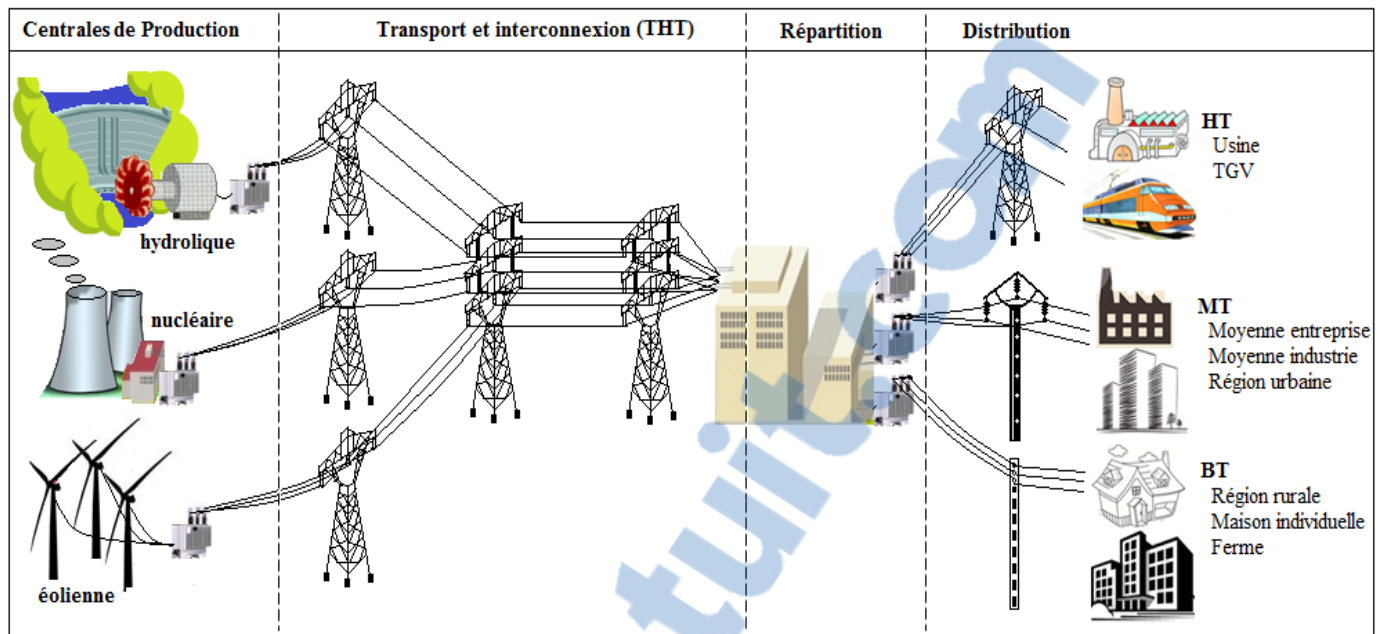 Centrales de Production
Transport et interconnexion (THT)
Répartition
Distribution
hydrolique
nucléaire
éolienne
HT
Usine
TGV
MT
Moyenne entreprise
Moyenne industrie
Région urbaine
BT
Région rurale
Maison individuelle
Ferme
tuit.com